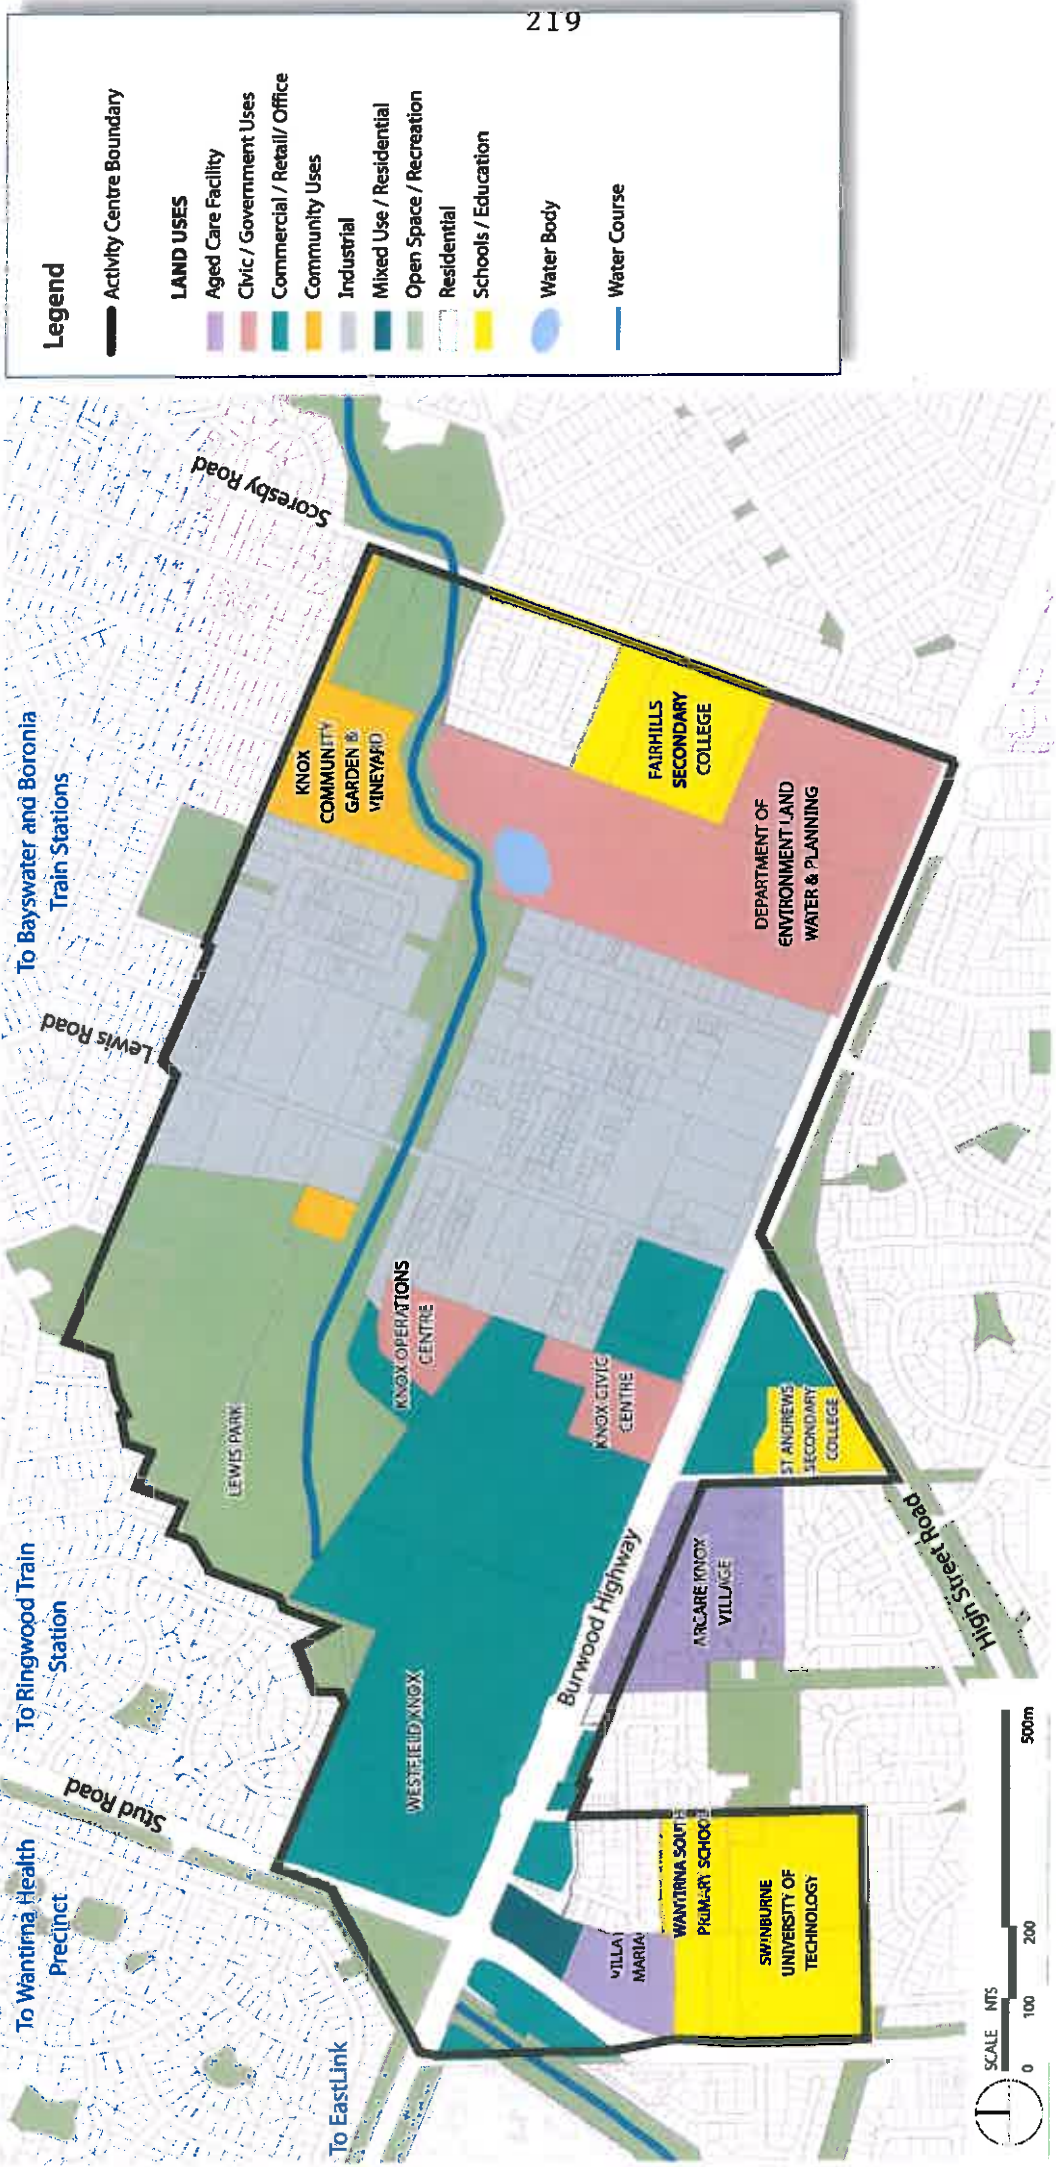 219
Legend
Activity Centre Boundary
LAND USES
Aged Care Facility
Civic / Government Uses
Commercial / Retail/ Office
Community Uses
Industrial
Mixed Use / Residential
Open Space / Recreation
Residential
Schools / Education
Water Body
Water Course
To Wantirna Health
Precinct
To Ringwood Train
Station
To Bayswater and Boronia
Train Stations
To EastLink
Stud Road
Lewis Road
Scoresby Road
Burwood Highway
High Street Road
LEWIS PARK
WESTFIELD KNOX
KNOX OPERATIONS
CENTRE
KNOX CIVIC
CENTRE
KNOX
COMMUNITY
GARDEN &
VINEYARD
FAIRHILLS
SECONDARY
COLLEGE
DEPARTMENT OF
ENVIRONMENT LAND
WATER & PLANNING
ST ANDREWS
SECONDARY
COLLEGE
ARCARE KNOX
VILLAGE
VILLA
MARIA
WANTIRNA SOUTH
PRIMARY SCHOOL
SWINBURNE
UNIVERSITY OF
TECHNOLOGY
SCALE NTS
0 100 200 500m